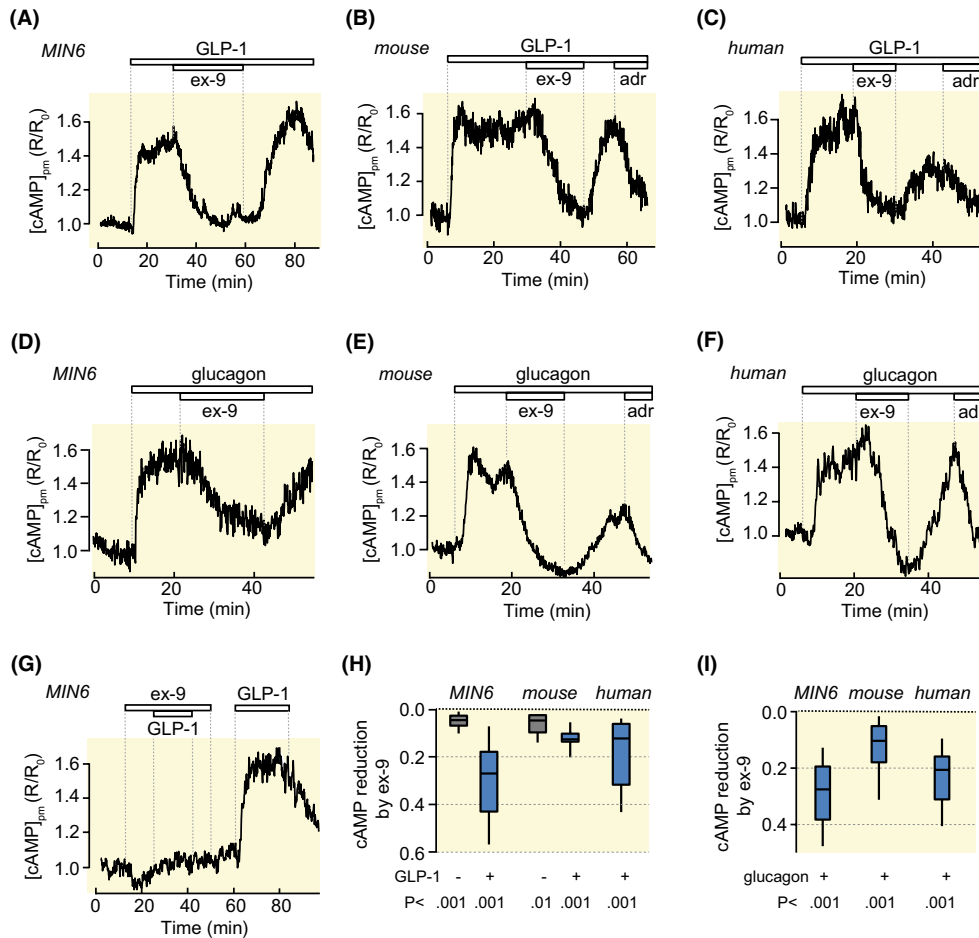 (A)
MIN6
GLP-1
ex-9
[cAMP]pm (R/R0)
1.6
1.4
1.2
1.0
0 20 40 60 80
Time (min)
(B)
mouse
GLP-1
ex-9 adr
[cAMP]pm (R/R0)
1.6
1.4
1.2
1.0
0 20 40 60
Time (min)
(C)
human
GLP-1
ex-9 adr
[cAMP]pm (R/R0)
1.6
1.4
1.2
1.0
0 20 40
Time (min)
(D)
MIN6
glucagon
ex-9
[cAMP]pm (R/R0)
1.6
1.4
1.2
1.0
0 20 40
Time (min)
(E)
mouse
glucagon
ex-9 adr
[cAMP]pm (R/R0)
1.6
1.4
1.2
1.0
0 20 40
Time (min)
(F)
human
glucagon
ex-9 ad
[cAMP]pm (R/R0)
1.6
1.4
1.2
1.0
0 20 40
Time (min)
(G)
MIN6
ex-9 GLP-1
GLP-1
[cAMP]pm (R/R0)
1.6
1.4
1.2
1.0
0 20 40 60 80
Time (min)
(H)
MIN6 mouse human
cAMP reduction
by ex-9
0.0
0.2
0.4
0.6
GLP-1 - + - + +
P< .001 .001 .01 .001 .001
(I)
MIN6 mouse human
cAMP reduction
by ex-9
0.0
0.2
0.4
glucagon + + +
P< .001 .001 .001